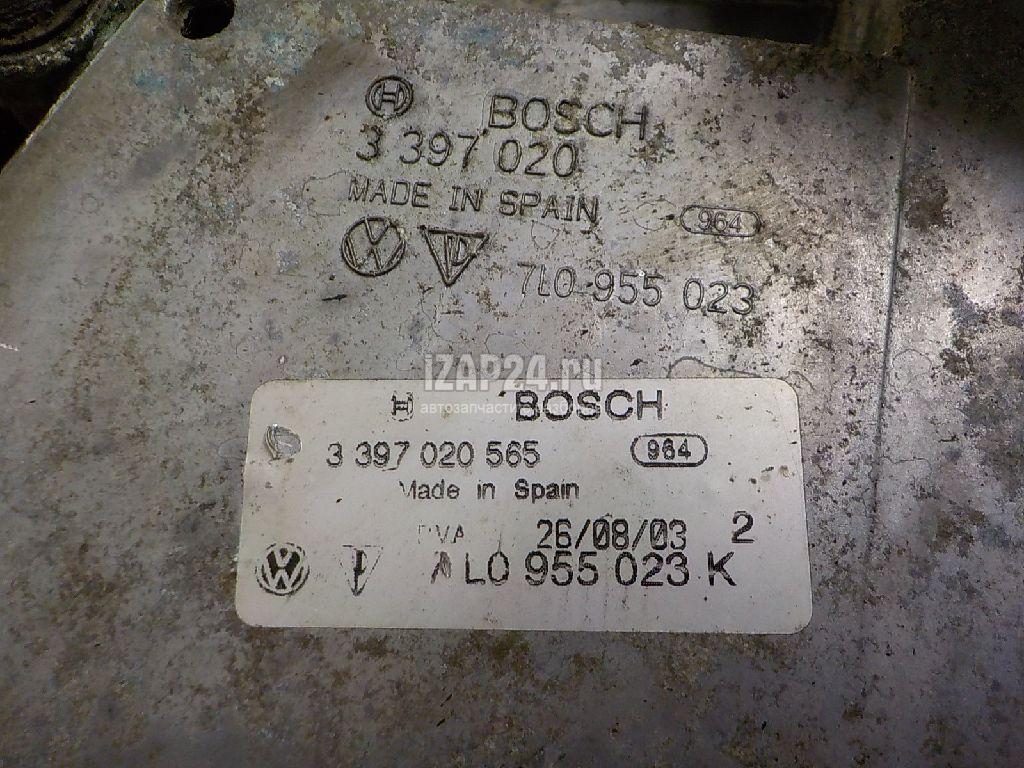 BOSCH
3 397 020
MADE IN SPAIN 964
7L0 955 023
iZAP24.ru
BOSCH
3 397 020 565 964
Made in Spain
26/08/03 2
L0 955 023 K